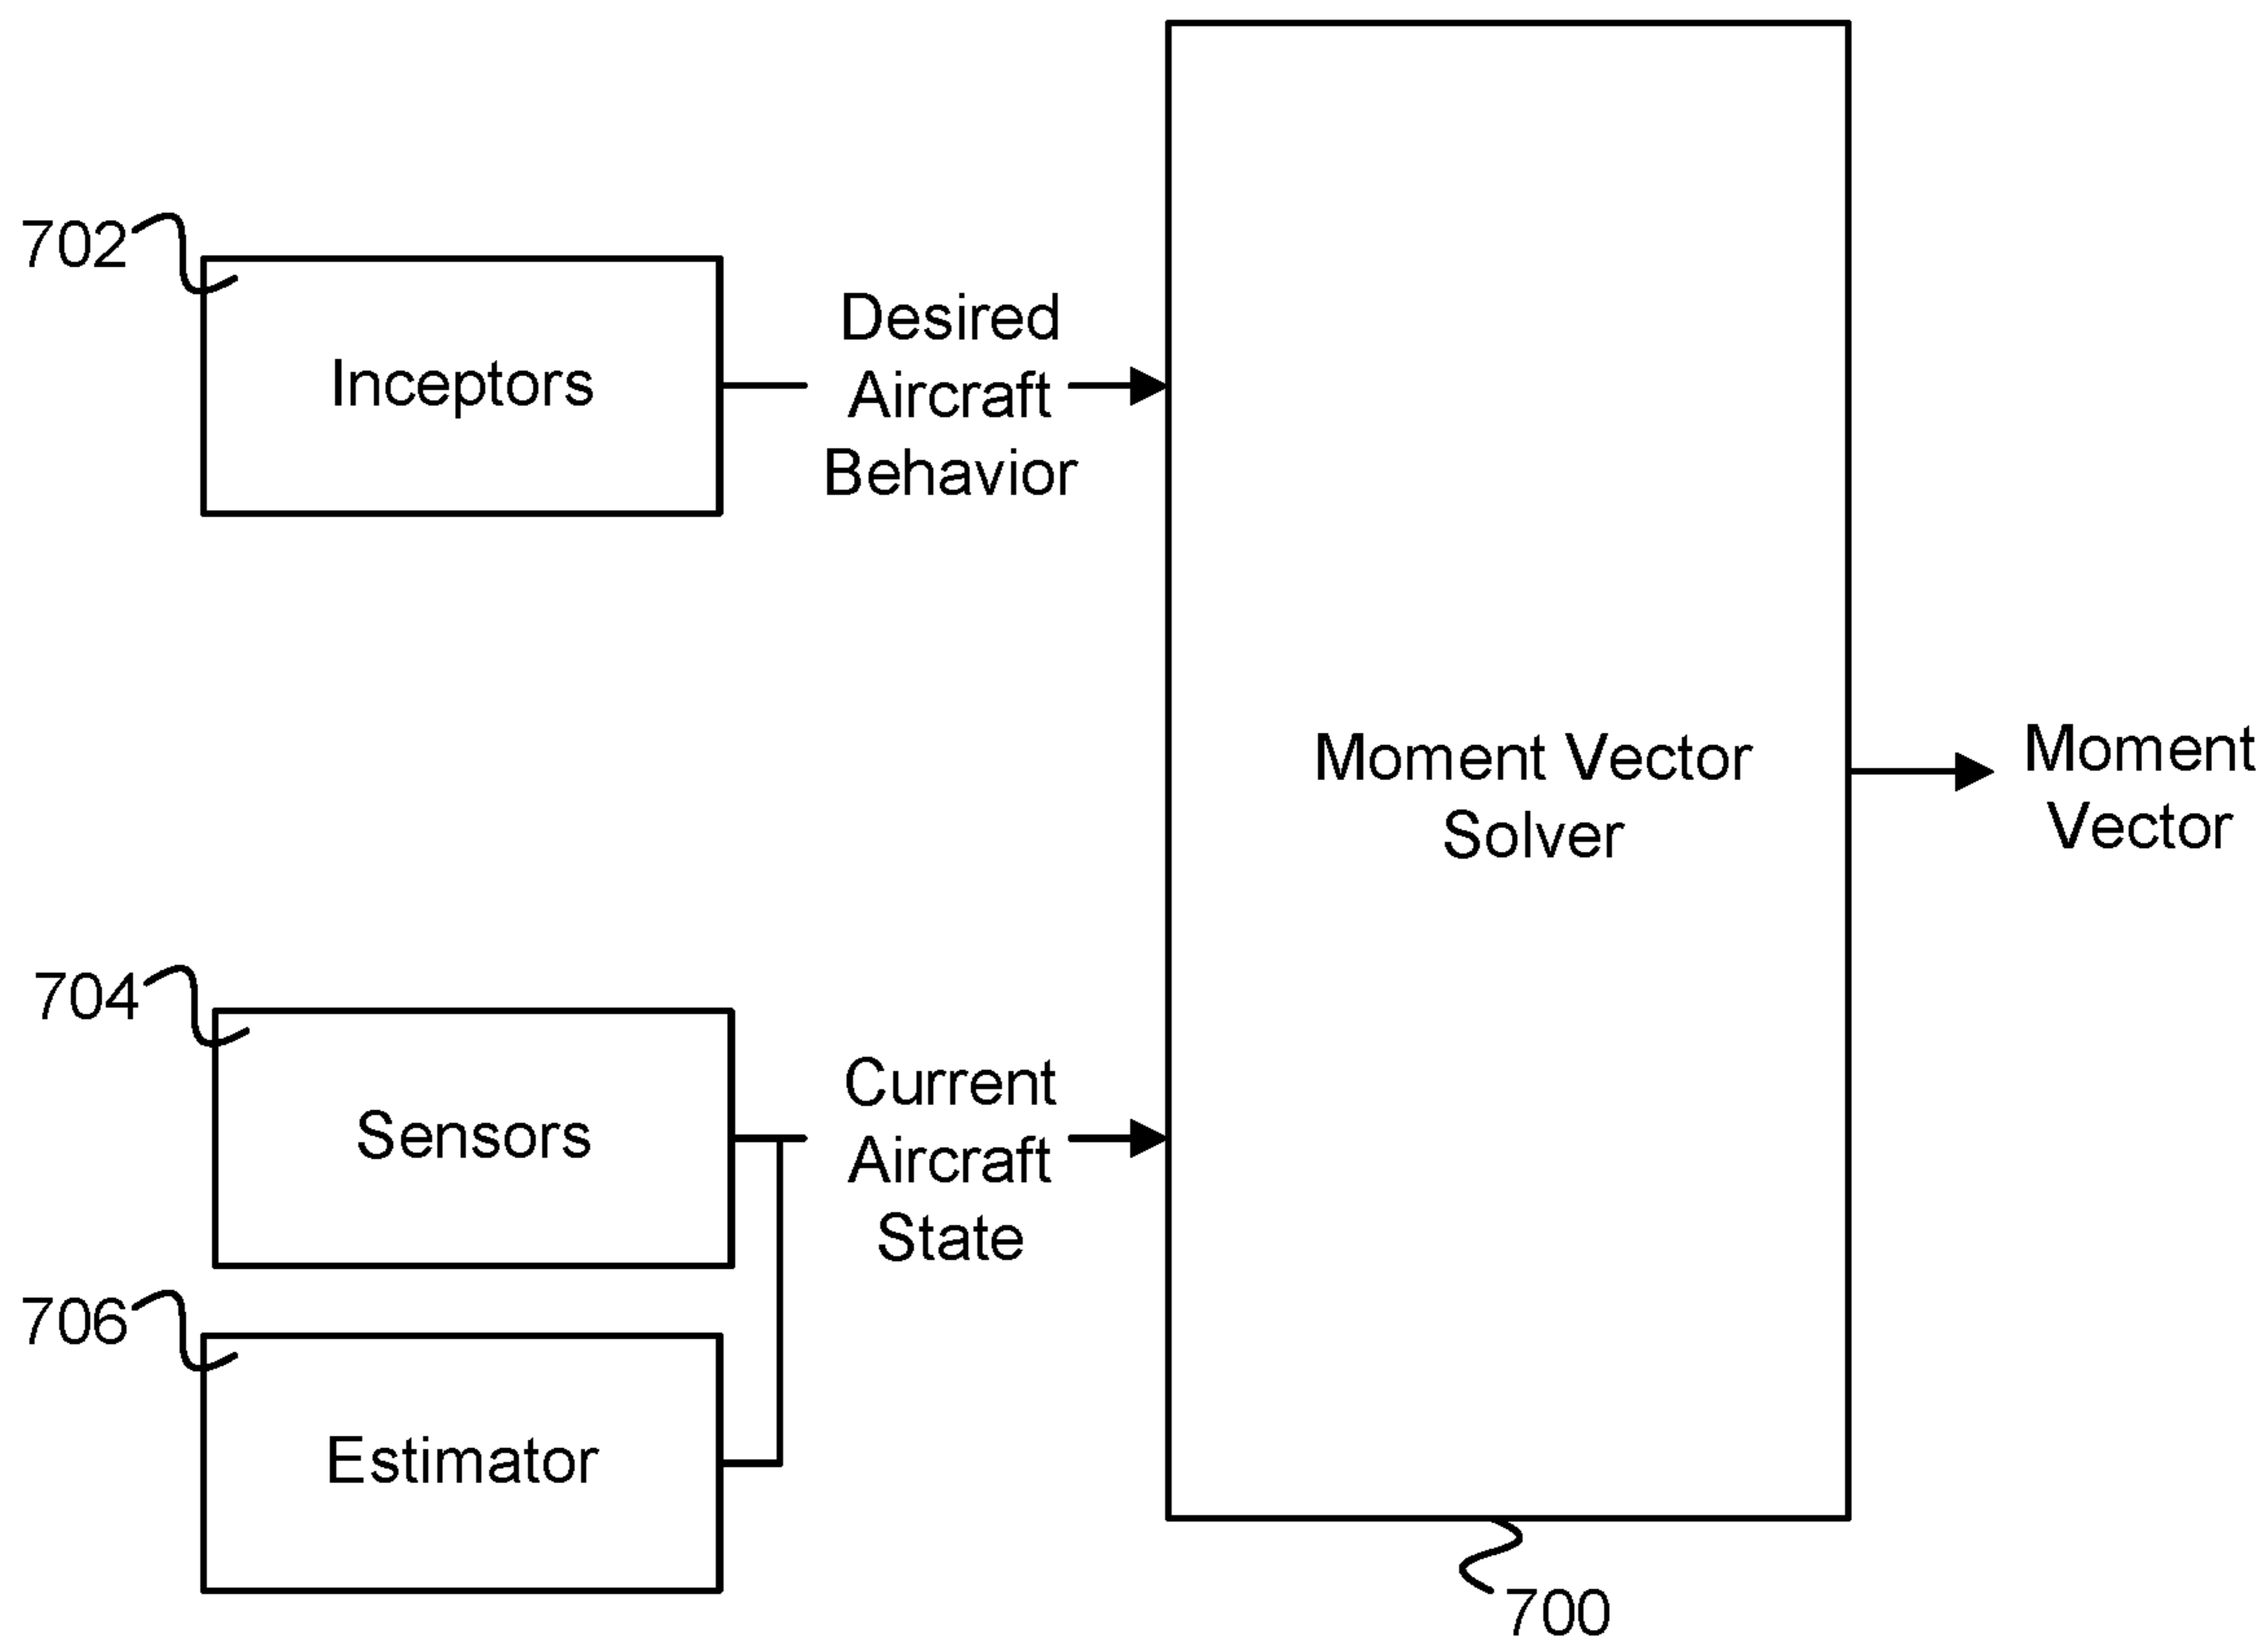 702
Inceptors
Desired
Aircraft
Behavior
704
Sensors
Current
Aircraft
State
706
Estimator
Moment Vector
Solver
700
Moment
Vector